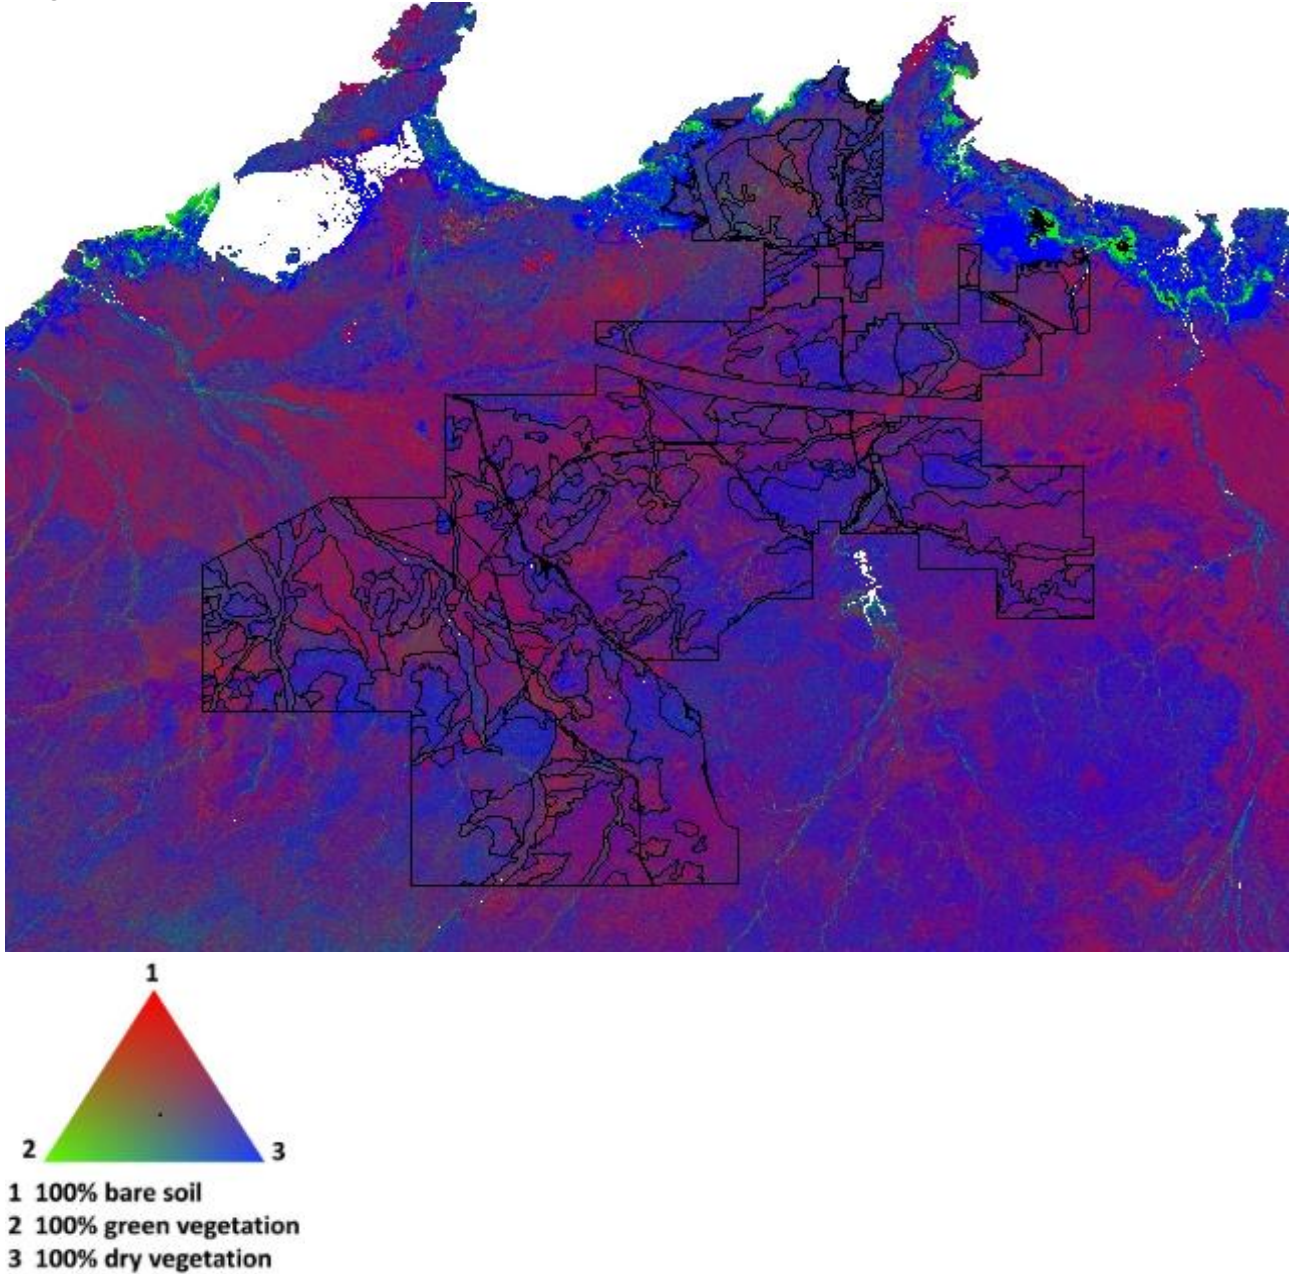 1
2 3
1 100% bare soil
2 100% green vegetation
3 100% dry vegetation